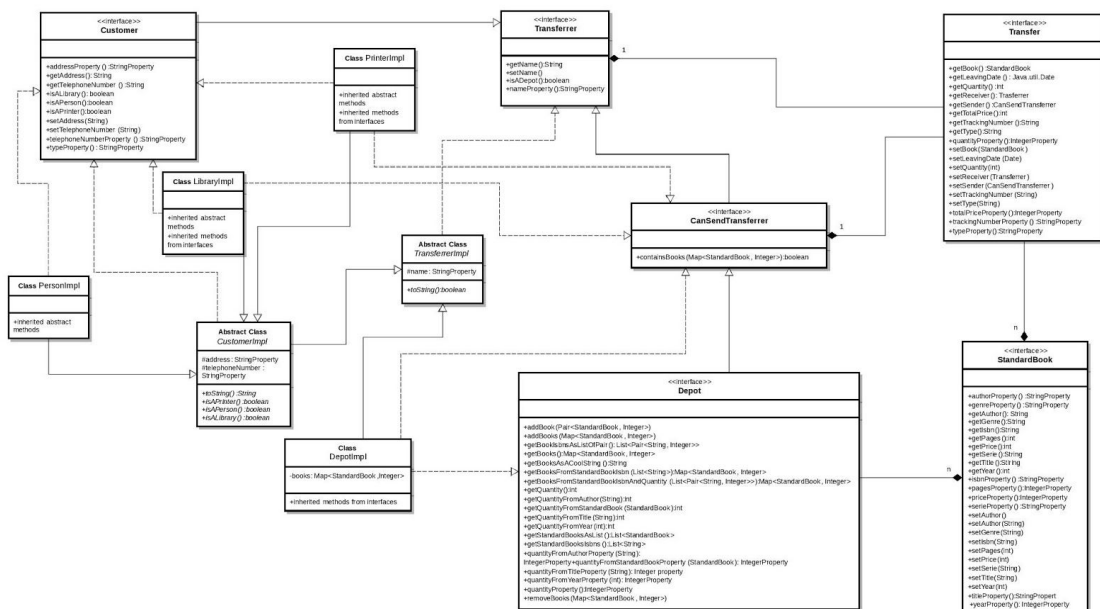 <<interface>>
Customer
+addressProperty() :StringProperty
+getAddress(): String
+getTelephoneNumber () :String
+isALibrary(): boolean
+isAPerson():boolean
+isAPrinter():boolean
+setAddress(String)
+setTelephoneNumber (String)
+telephoneNumberProperty () :StringProperty
+typeProperty() : StringProperty
Class PrinterImpl
+inherited abstract
methods
+inherited methods
from interfaces
<<interface>>
Transferrer
+getName():String
+setName()
+isADepot():boolean
+nameProperty():StringProperty
1
<<interface>>
Transfer
+getBook() :StandardBook
+getLeavingDate() : Java.util.Date
+getQuantity() :int
+getReceiver(): Trasferrer
+getSender() :CanSendTransferrer
+getTotalPrice():int
+getTrackingNumber():String
+getType():String
+quantityProperty():IntegerProperty
+setBook(StandardBook)
+setLeavingDate (Date)
+setQuantity(int)
+setReceiver(Transferrer)
+setSender(CanSendTransferrer)
+setTrackingNumber (String)
+setType(String)
+totalPriceProperty():IntegerProperty
+trackingNumberProperty() :StringProperty
+typeProperty():StringProperty
Class LibraryImpl
+inherited abstract
methods
+inherited methods
from interfaces
<<interface>>
CanSendTransferrer
+containsBooks(Map<StandardBook, Integer>):boolean
1
Abstract Class
TransferrerImpl
#name: StringProperty
+toString():boolean
Class PersonImpl
+inherited abstract
methods
Abstract Class
CustomerImpl
#address: StringProperty
#telephoneNumber :
StringProperty
+toString() :String
+isAPrinter() :boolean
+isAPerson() :boolean
+isALibrary() :boolean
n
<<interface>>
StandardBook
+authorProperty() :StringProperty
+genreProperty() :StringProperty
+getAuthor(): String
+getGenre():String
+getIsbn():String
+getPages():int
+getPrice():int
+getSerie():String
+getTitle():String
+getYear():int
+isbnProperty() :StringProperty
+pagesProperty():IntegerProperty
+priceProperty():IntegerProperty
+serieProperty() :StringProperty
+setAuthor()
+setAuthor(String)
+setGenre(String)
+setIsbn(String)
+setPages(int)
+setPrice(int)
+setSerie(String)
+setTitle(String)
+setYear(int)
+titleProperty():StringPropert
+yearProperty(): IntegerProperty
<<interface>>
Depot
+addBook(Pair<StandardBook, Integer>)
+addBooks(Map<StandardBook, Integer>)
+getBookIsbnsAsListOfPair(): List<Pair<String, Integer>>
+getBooks():Map<StandardBook, Integer>
+getBooksAsACoolString():String
+getBooksFromStandardBookIsbn (List<String>):Map<StandardBook, Integer>
+getBooksFromStandardBookIsbnAndQuantity (List<Pair<String, Integer>>):Map<StandardBook, Integer>
+getQuantity():int
+getQuantityFromAuthor(String):int
+getQuantityFromStandardBook (StandardBook):int
+getQuantityFromTitle(String):int
+getQuantityFromYear(int):int
+getStandardBooksAsList():List<StandardBook>
+getStandardBooksIsbns():List<String>
+quantityFromAuthorProperty(String):
IntegerProperty+quantityFromStandardBookProperty (StandardBook): IntegerProperty
+quantityFromTitleProperty(String): Integer property
+quantityFromYearProperty(int): IntegerProperty
+quantityProperty():IntegerProperty
+removeBooks(Map<StandardBook, Integer>)
n
Class
DepotImpl
-books: Map<StandardBook,Integer>
+inherited methods from interfaces